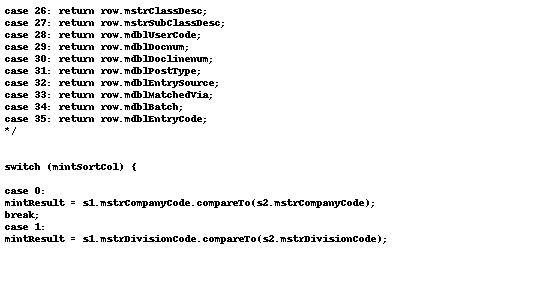 case 26: return row.mstrClassDesc;
case 27: return row.mstrSubClassDesc;
case 28: return row.mdblUserCode;
case 29: return row.mdblDocnum;
case 30: return row.mdblDoclinenum;
case 31: return row.mdblPostType;
case 32: return row.mdblEntrySource;
case 33: return row.mdblMatchedVia;
case 34: return row.mdblBatch;
case 35: return row.mdblEntryCode;
*/
switch (mintSortCol) {
case 0:
mintResult = s1.mstrCompanyCode.compareTo(s2.mstrCompanyCode);
break;
case 1:
mintResult = s1.mstrDivisionCode.compareTo(s2.mstrDivisionCode);